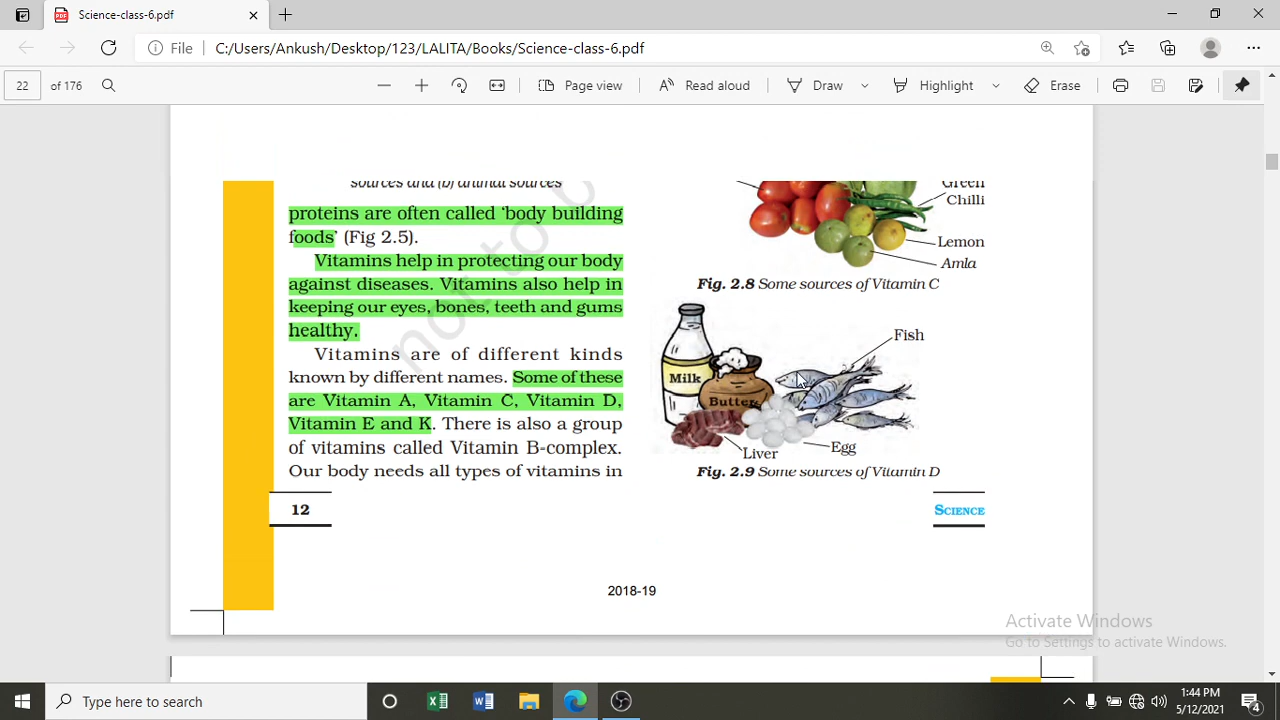 Science-class-6.pdf
File
C:/Users/Ankush/Desktop/123/LALITA/Books/Science-class-6.pdf
22 of 176
Page view
Read aloud
Draw
Highlight
Erase
sources and (b) animal sources
proteins are often called ‘body building
foods’ (Fig 2.5).
Vitamins help in protecting our body
against diseases. Vitamins also help in
keeping our eyes, bones, teeth and gums
healthy.
Vitamins are of different kinds
known by different names. Some of these
are Vitamin A, Vitamin C, Vitamin D,
Vitamin E and K. There is also a group
of vitamins called Vitamin B-complex.
Our body needs all types of vitamins in
12
Green
Chilli
Lemon
Amla
Fig. 2.8 Some sources of Vitamin C
Fish
Milk
Butter
Egg
Liver
Fig. 2.9 Some sources of Vitamin D
SCIENCE
not to
2018-19
Activate Windows
Go to Settings to activate Windows.
Type here to search
1:44 PM
5/12/2021
4